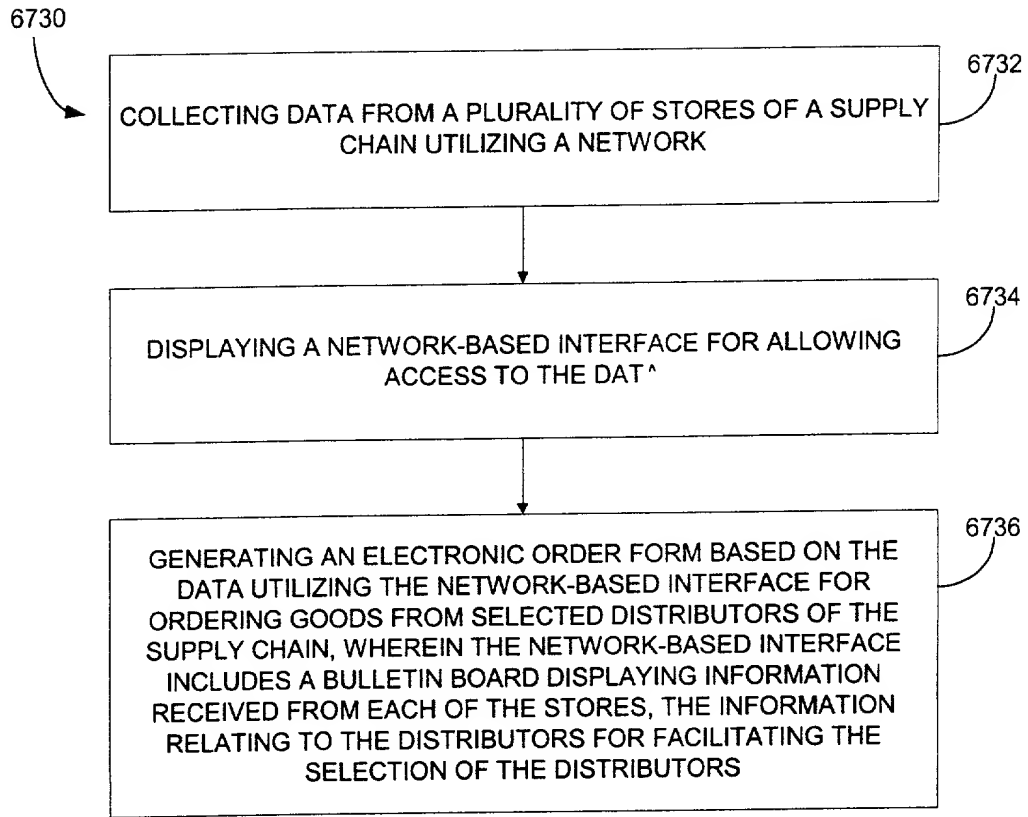 6730
6732
COLLECTING DATA FROM A PLURALITY OF STORES OF A SUPPLY
CHAIN UTILIZING A NETWORK
6734
DISPLAYING A NETWORK-BASED INTERFACE FOR ALLOWING
ACCESS TO THE DAT^
6736
GENERATING AN ELECTRONIC ORDER FORM BASED ON THE
DATA UTILIZING THE NETWORK-BASED INTERFACE FOR
ORDERING GOODS FROM SELECTED DISTRIBUTORS OF THE
SUPPLY CHAIN, WHEREIN THE NETWORK-BASED INTERFACE
INCLUDES A BULLETIN BOARD DISPLAYING INFORMATION
RECEIVED FROM EACH OF THE STORES, THE INFORMATION
RELATING TO THE DISTRIBUTORS FOR FACILITATING THE
SELECTION OF THE DISTRIBUTORS